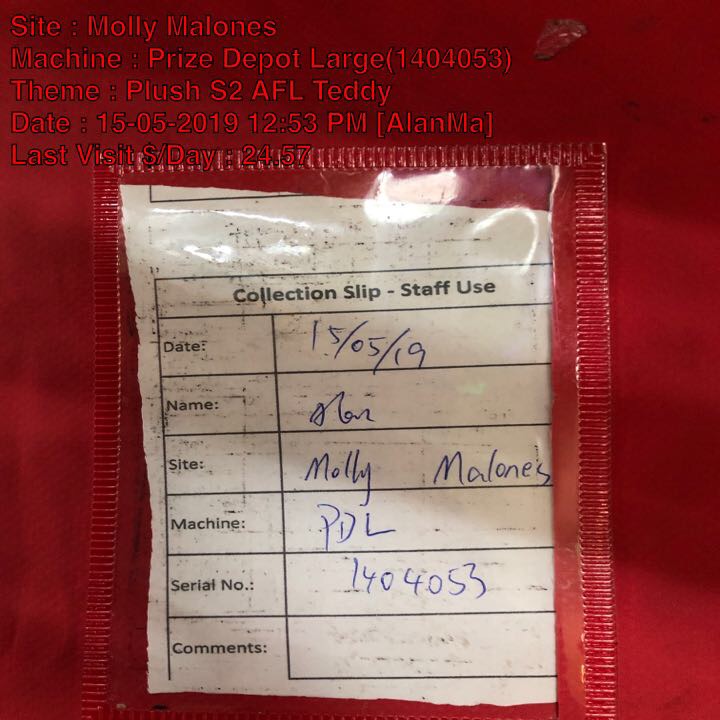 Site : Molly Malones
Machine : Prize Depot Large(1404053)
Theme : Plush S2 AFL Teddy
Date : 15-05-2019 12:53 PM [AlanMa]
Last Visit $/Day : 24.57
Collection Slip - Staff Use
Date: 15/05/19
Name: Alan
Site: Molly Malones
Machine: PDL
Serial No.: 1404053
Comments: